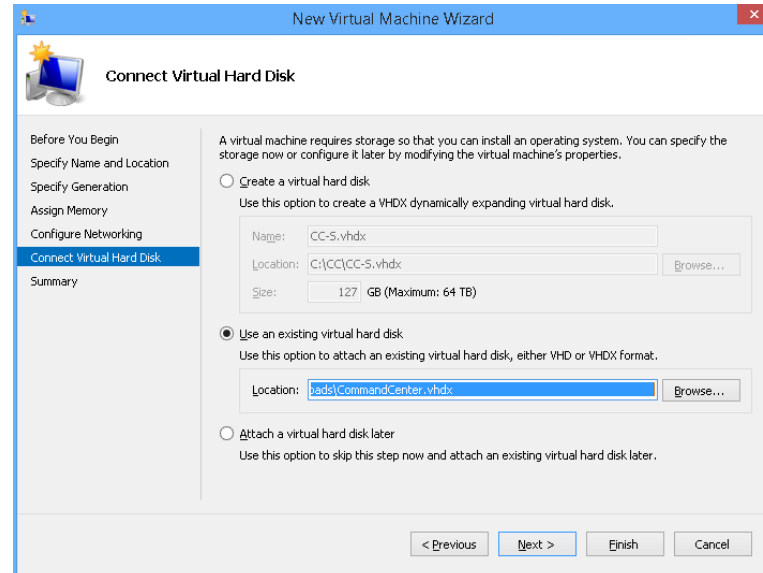 New Virtual Machine Wizard
Connect Virtual Hard Disk
Before You Begin
Specify Name and Location
Specify Generation
Assign Memory
Configure Networking
Connect Virtual Hard Disk
Summary
A virtual machine requires storage so that you can install an operating system. You can specify the
storage now or configure it later by modifying the virtual machine's properties.
Create a virtual hard disk
Use this option to create a VHDX dynamically expanding virtual hard disk.
Name: CC-S.vhdx
Location: C:\CC\CC-S.vhdx Browse...
Size: 127 GB (Maximum: 64 TB)
Use an existing virtual hard disk
Use this option to attach an existing virtual hard disk, either VHD or VHDX format.
Location: oads\CommandCenter.vhdx Browse...
Attach a virtual hard disk later
Use this option to skip this step now and attach an existing virtual hard disk later.
< Previous Next > Finish Cancel